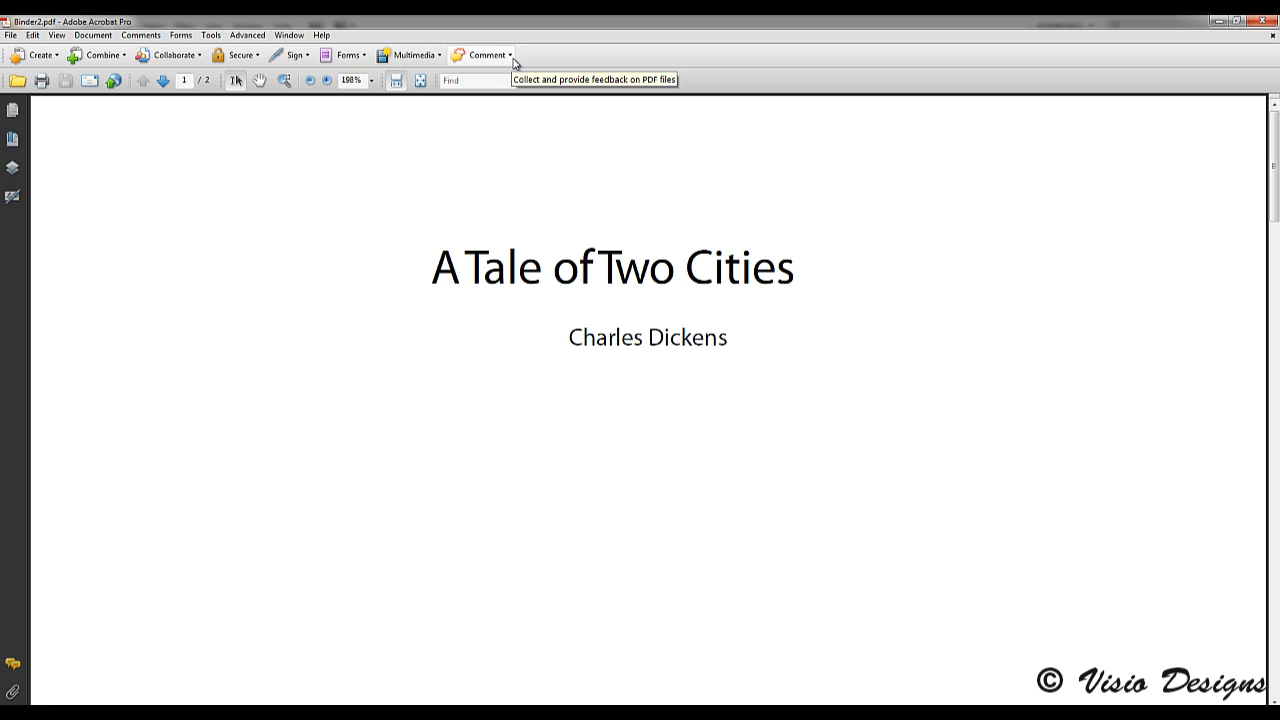 Binder2.pdf - Adobe Acrobat Pro
File Edit View Document Comments Forms Tools Advanced Window Help
Create Combine Collaborate Secure Sign Forms Multimedia Comment
1 / 2 198% Find
Collect and provide feedback on PDF files
A Tale of Two Cities
Charles Dickens
© Visio Designs